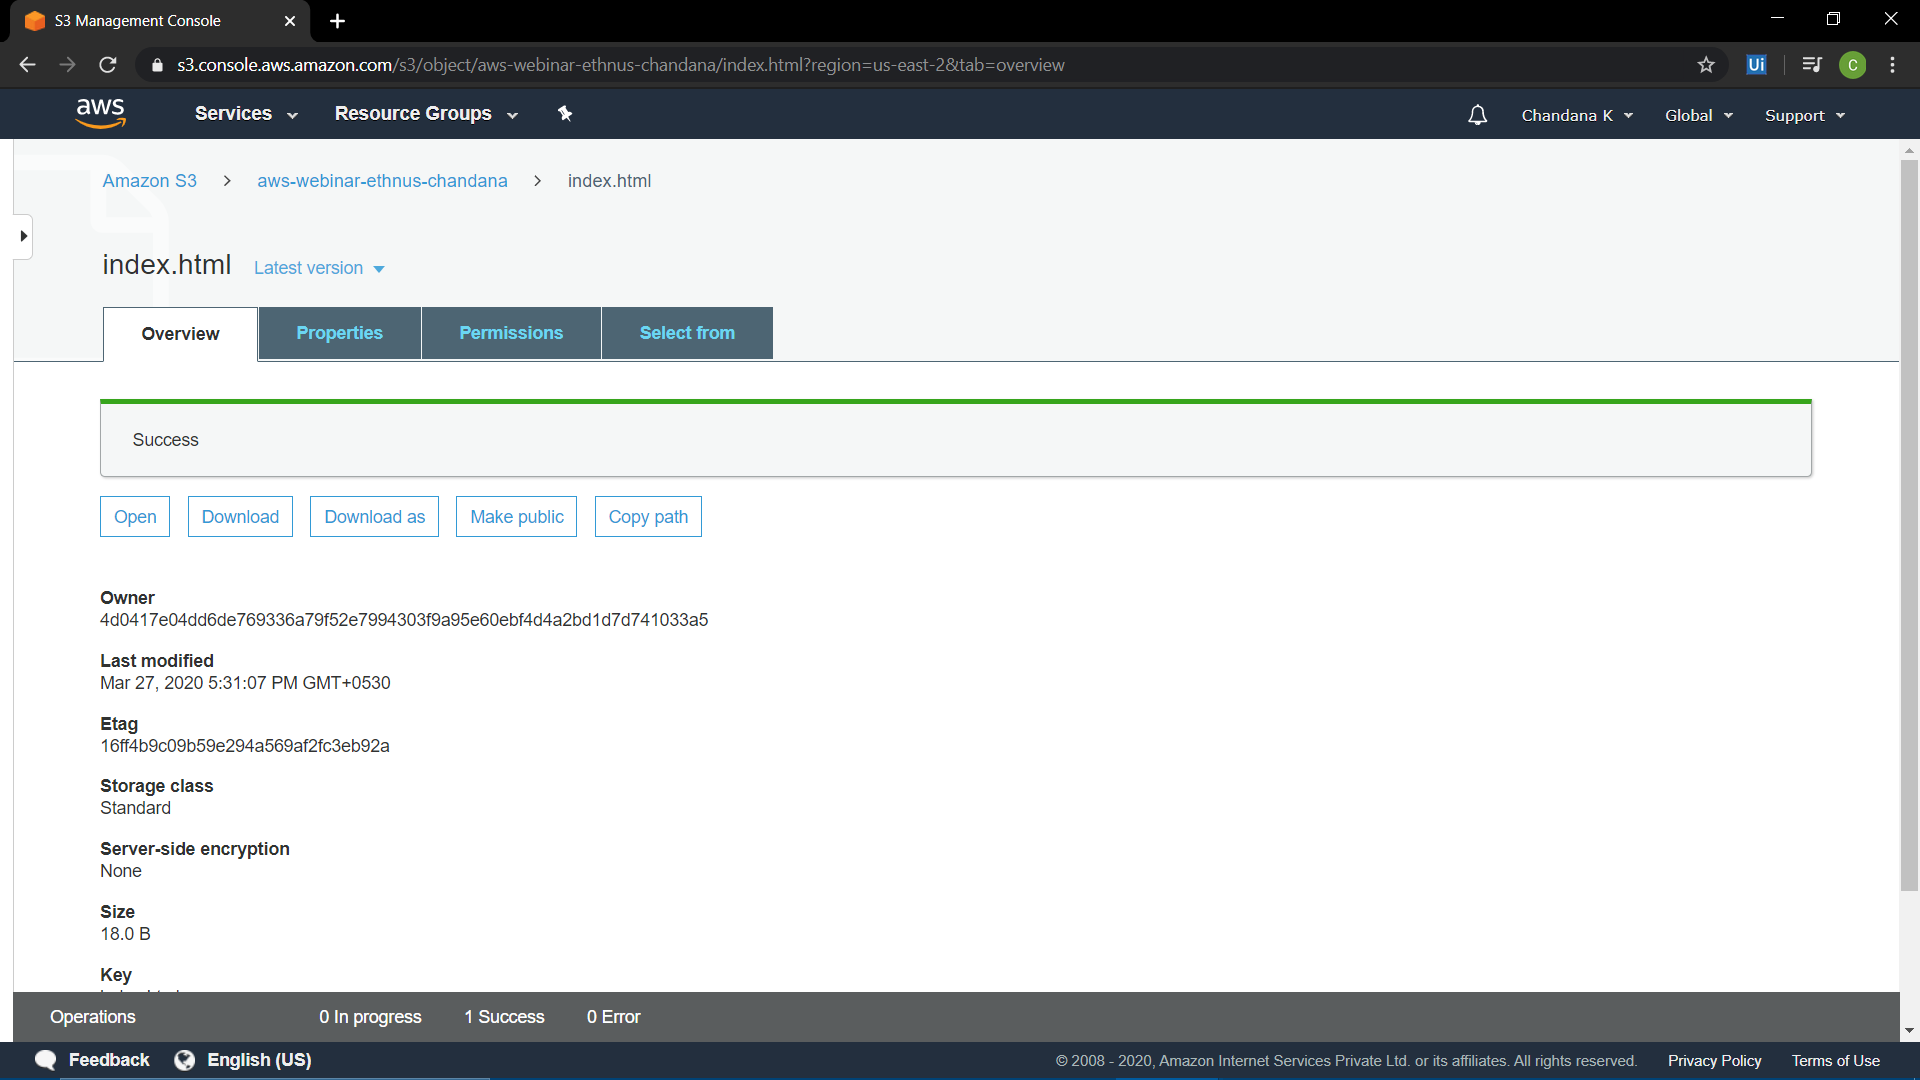 S3 Management Console
s3.console.aws.amazon.com/s3/object/aws-webinar-ethnus-chandana/index.html?region=us-east-2&tab=overview
Ui
C
aws Services Resource Groups Chandana K Global Support
Amazon S3 > aws-webinar-ethnus-chandana > index.html
index.html Latest version
Overview Properties Permissions Select from
Success
Open Download Download as Make public Copy path
Owner
4d0417e04dd6de769336a79f52e7994303f9a95e60ebf4d4a2bd1d7d741033a5
Last modified
Mar 27, 2020 5:31:07 PM GMT+0530
Etag
16ff4b9c09b59e294a569af2fc3eb92a
Storage class
Standard
Server-side encryption
None
Size
18.0 B
Key
Operations 0 In progress 1 Success 0 Error
Feedback English (US) © 2008 - 2020, Amazon Internet Services Private Ltd. or its affiliates. All rights reserved. Privacy Policy Terms of Use